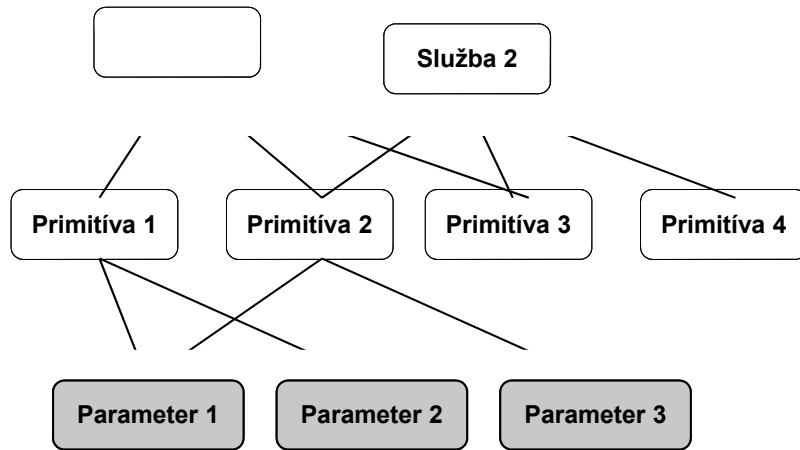 Služba 2
Primitíva 1
Primitíva 2
Primitíva 3
Primitíva 4
Parameter 1
Parameter 2
Parameter 3